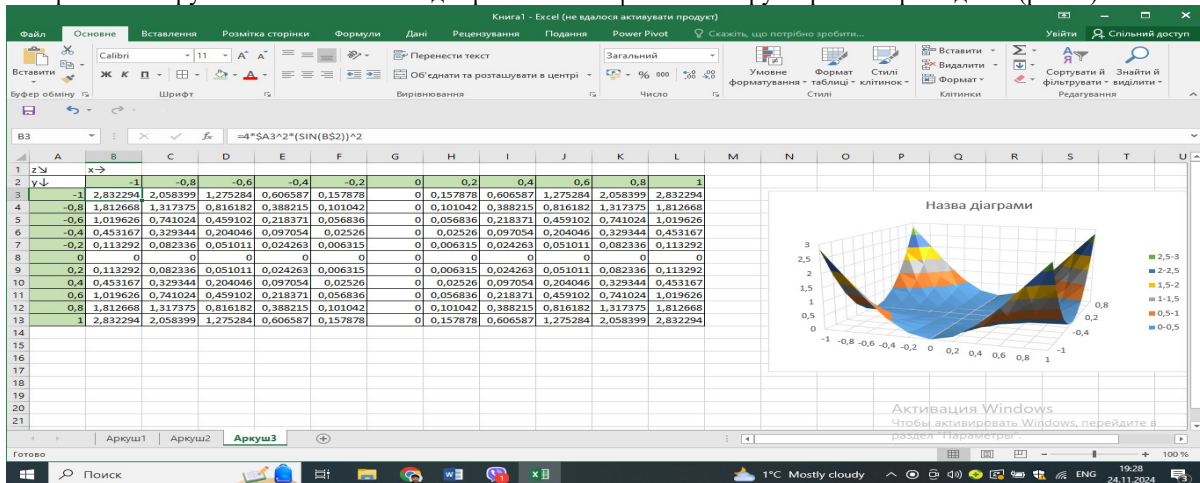 Книга1 - Excel (не вдалося активувати продукт)
Файл Основне Вставлення Розмітка сторінки Формули Дані Рецензування Подання Power Pivot Скажіть, що потрібно зробити... Увійти Спільний доступ
Вставити
Calibri 11
Ж К П
Перенести текст
Об'єднати та розташувати в центрі
Загальний
% 000
Умовне форматування
Формат таблиці
Стилі клітинок
Вставити
Видалити
Формат
Сортувати й фільтрувати
Знайти й виділити
Буфер обміну Шрифт Вирівнювання Число Стилі Клітинки Редагування
B3 fx =4*$A3^2*(SIN(B$2))^2
A B C D E F G H I J K L M N O P Q R S T U
1 z↘ x→
2 y↓ -1 -0,8 -0,6 -0,4 -0,2 0 0,2 0,4 0,6 0,8 1
3 -1 2,832294 2,058399 1,275284 0,606587 0,157878 0 0,157878 0,606587 1,275284 2,058399 2,832294
4 -0,8 1,812668 1,317375 0,816182 0,388215 0,101042 0 0,101042 0,388215 0,816182 1,317375 1,812668
5 -0,6 1,019626 0,741024 0,459102 0,218371 0,056836 0 0,056836 0,218371 0,459102 0,741024 1,019626
6 -0,4 0,453167 0,329344 0,204046 0,097054 0,02526 0 0,02526 0,097054 0,204046 0,329344 0,453167
7 -0,2 0,113292 0,082336 0,051011 0,024263 0,006315 0 0,006315 0,024263 0,051011 0,082336 0,113292
8 0 0 0 0 0 0 0 0 0 0 0 0
9 0,2 0,113292 0,082336 0,051011 0,024263 0,006315 0 0,006315 0,024263 0,051011 0,082336 0,113292
10 0,4 0,453167 0,329344 0,204046 0,097054 0,02526 0 0,02526 0,097054 0,204046 0,329344 0,453167
11 0,6 1,019626 0,741024 0,459102 0,218371 0,056836 0 0,056836 0,218371 0,459102 0,741024 1,019626
12 0,8 1,812668 1,317375 0,816182 0,388215 0,101042 0 0,101042 0,388215 0,816182 1,317375 1,812668
13 1 2,832294 2,058399 1,275284 0,606587 0,157878 0 0,157878 0,606587 1,275284 2,058399 2,832294
14
15
16
17
18
19
20
21
Назва діаграми
3
2,5
2
1,5
1
0,5
0
-1 -0,8 -0,6 -0,4 -0,2 0 0,2 0,4 0,6 0,8 1
0,8
0,2
-0,4
-1
2,5-3
2-2,5
1,5-2
1-1,5
0,5-1
0-0,5
Активация Windows
Чтобы активировать Windows, перейдите в
раздел "Параметры".
Аркуш1 Аркуш2 Аркуш3
Готово 100 %
Поиск 1°C Mostly cloudy ENG 19:28
24.11.2024